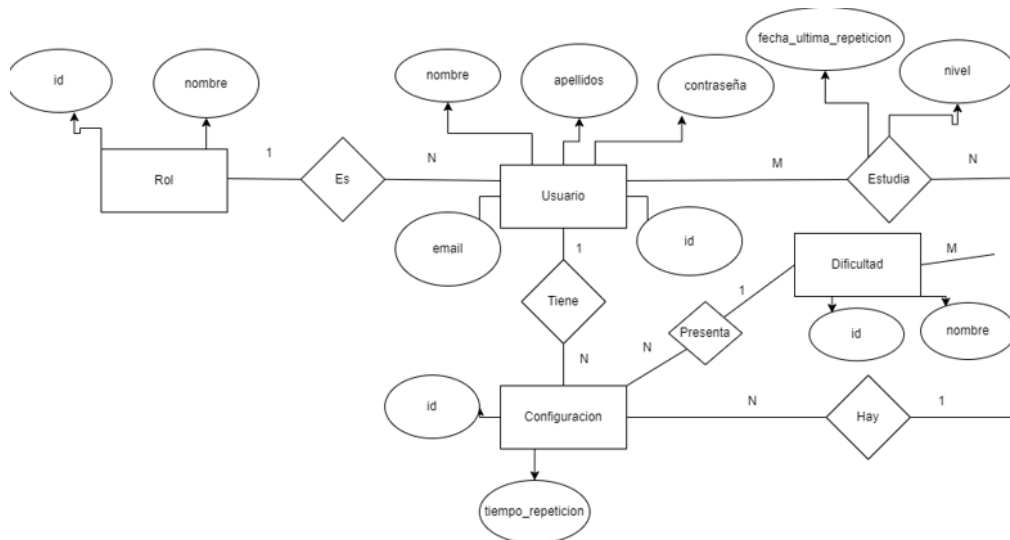 fecha_ultima_repeticion
id
nombre
nombre
apellidos
contraseña
nivel
1
N
M
N
Rol
Es
Usuario
Estudia
email
1
id
Dificultad
M
Tiene
1
Presenta
id
nombre
N
N
id
Configuracion
N
Hay
1
tiempo_repeticion